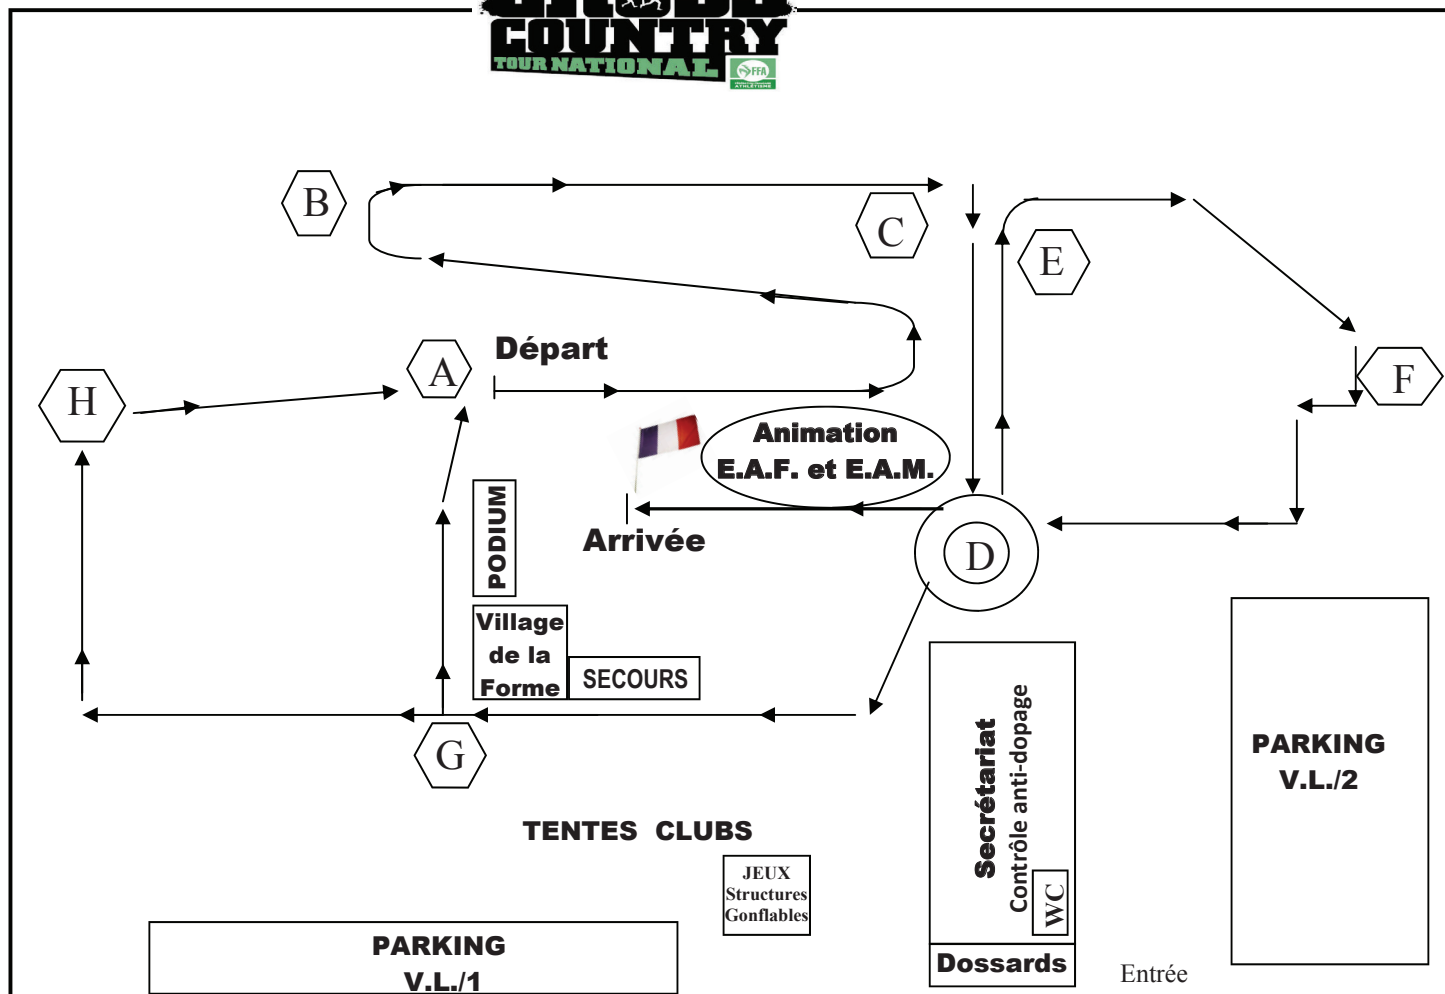 COUNTRY
TOUR NATIONAL
FFA
ATHLÉTISME
B
C
E
Départ
A
H
F
Animation
E.A.F. et E.A.M.
PODIUM
Arrivée
D
Village
de la
Forme
SECOURS
G
Secrétariat
Contrôle anti-dopage
WC
PARKING
V.L./2
TENTES CLUBS
JEUX
Structures
Gonflables
PARKING
V.L./1
Dossards
Entrée